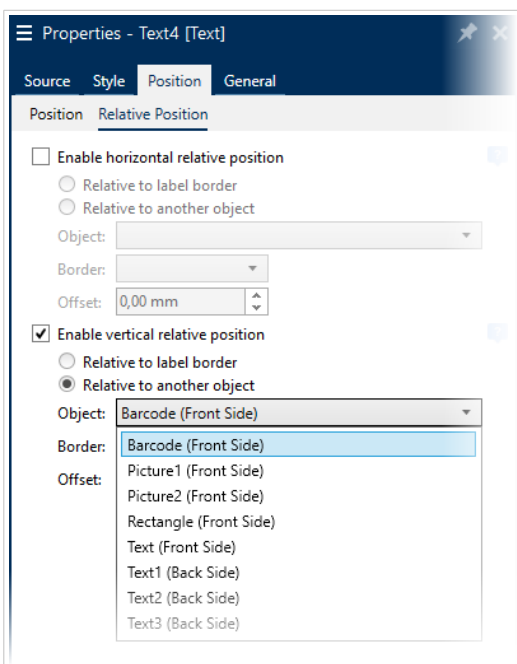 Properties - Text4 [Text]
Source Style Position General
Position Relative Position
Enable horizontal relative position
Relative to label border
Relative to another object
Object:
Border:
Offset: 0,00 mm
Enable vertical relative position
Relative to label border
Relative to another object
Object: Barcode (Front Side)
Border: Barcode (Front Side)
Picture1 (Front Side)
Offset:
Picture2 (Front Side)
Rectangle (Front Side)
Text (Front Side)
Text1 (Back Side)
Text2 (Back Side)
Text3 (Back Side)